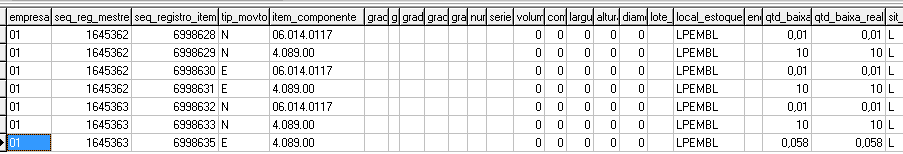 empresa seq_reg_mestre seq_registro_item tip_movto item_componente grac g grad grac grac gra nur serie volum com largu altura diamo lote_ local_estoque end qtd_baixa qtd_baixa_real sit_
01 1645362 6998628 N 06.014.0117 0 0 0 0 0 LPEMBL 0,01 0,01 L
01 1645362 6998629 N 4.089.00 0 0 0 0 0 LPEMBL 10 10 L
01 1645362 6998630 E 06.014.0117 0 0 0 0 0 LPEMBL 0,01 0,01 L
01 1645362 6998631 E 4.089.00 0 0 0 0 0 LPEMBL 10 10 L
01 1645363 6998632 N 06.014.0117 0 0 0 0 0 LPEMBL 0,01 0,01 L
01 1645363 6998633 N 4.089.00 0 0 0 0 0 LPEMBL 10 10 L
01 1645363 6998635 E 4.089.00 0 0 0 0 0 LPEMBL 0,058 0,058 L